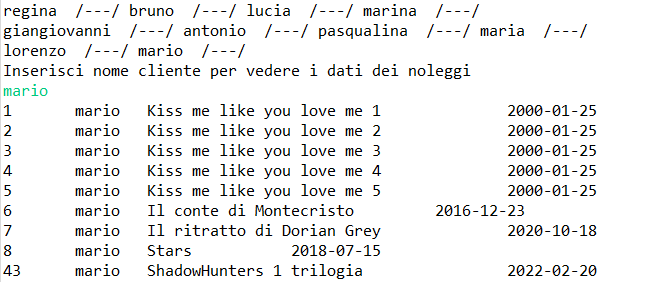 regina  /---/ bruno  /---/ lucia  /---/ marina  /---/
giangiovanni  /---/ antonio  /---/ pasqualina  /---/ maria  /---/
lorenzo  /---/ mario  /---/
Inserisci nome cliente per vedere i dati dei noleggi
mario
1	mario	Kiss me like you love me 1		2000-01-25
2	mario	Kiss me like you love me 2		2000-01-25
3	mario	Kiss me like you love me 3		2000-01-25
4	mario	Kiss me like you love me 4		2000-01-25
5	mario	Kiss me like you love me 5		2000-01-25
6	mario	Il conte di Montecristo		2016-12-23
7	mario	Il ritratto di Dorian Grey		2020-10-18
8	mario	Stars		2018-07-15
43	mario	ShadowHunters 1 trilogia		2022-02-20